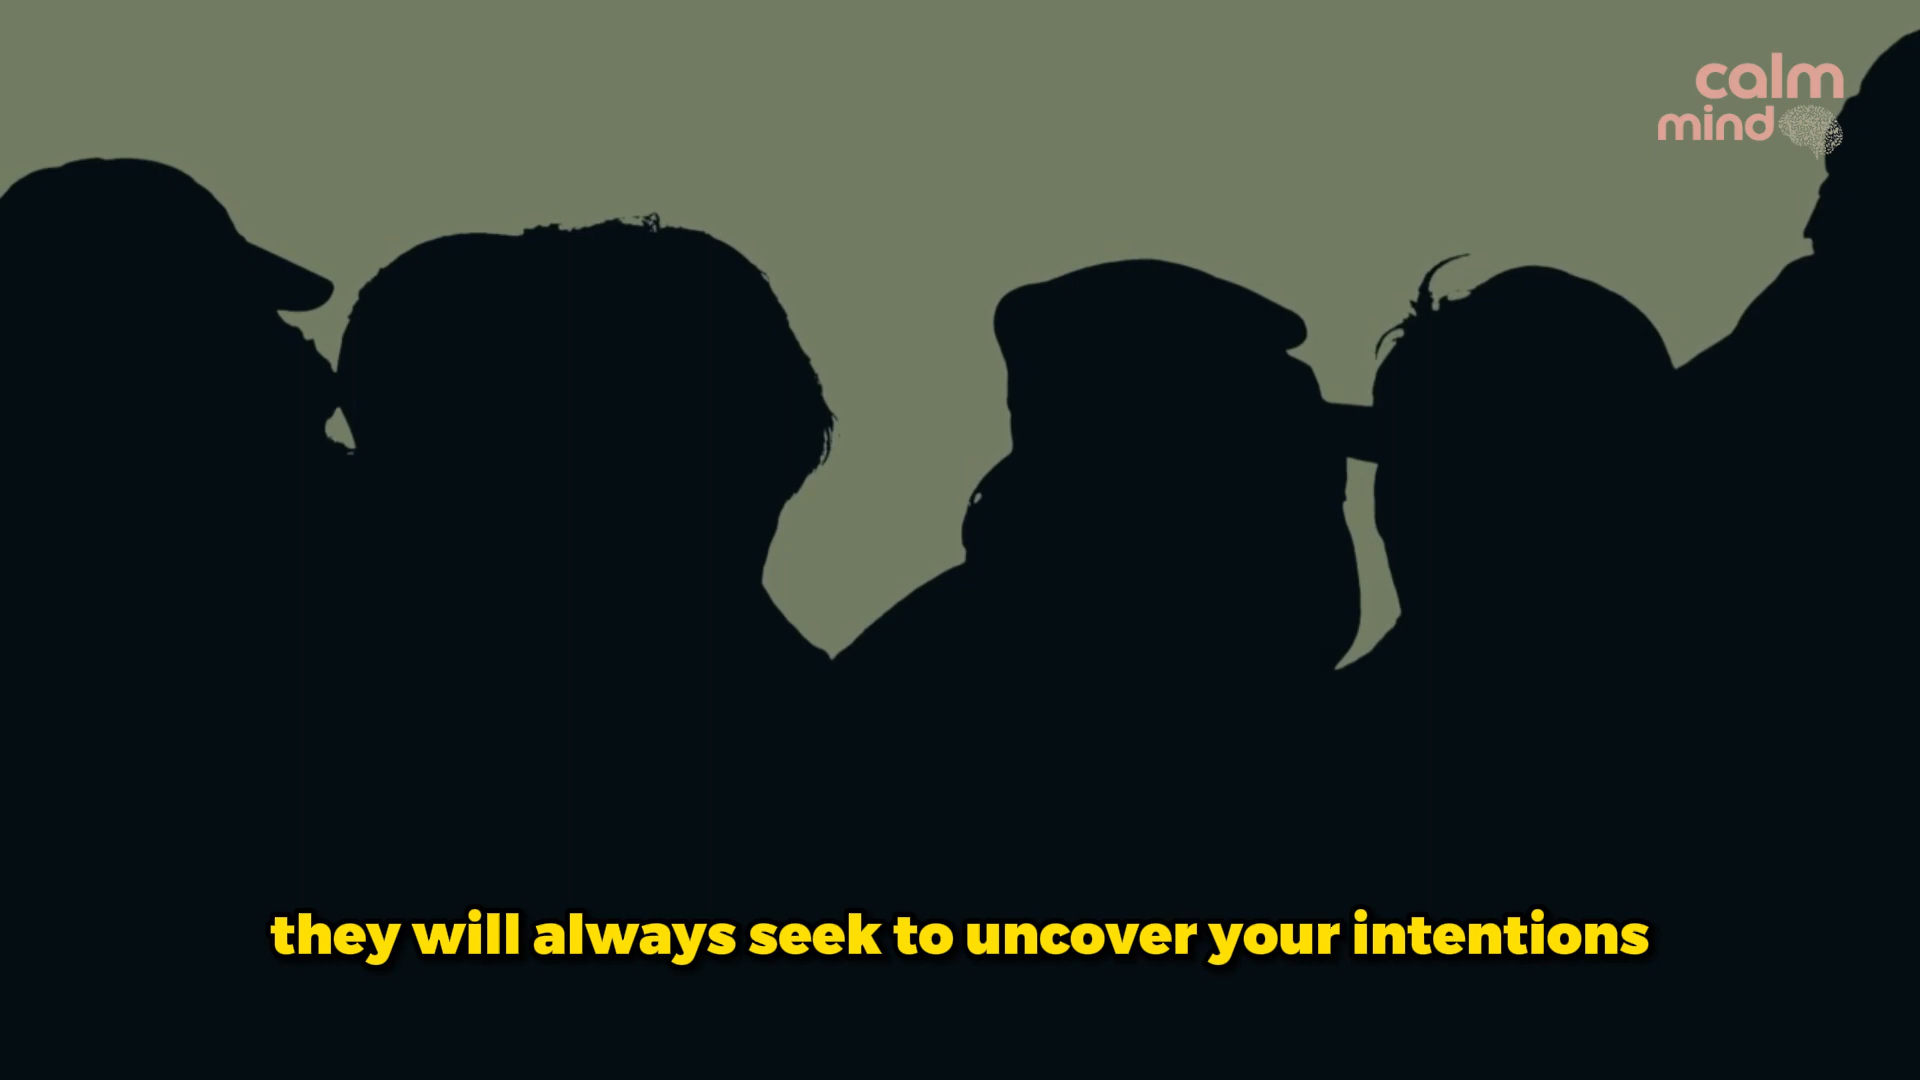 calm
mind
they will always seek to uncover your intentions